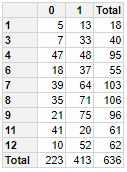 0 1 Total
1 5 13 18
3 7 33 40
4 47 48 95
6 18 37 55
7 39 64 103
8 35 71 106
9 21 75 96
11 41 20 61
12 10 52 62
Total 223 413 636